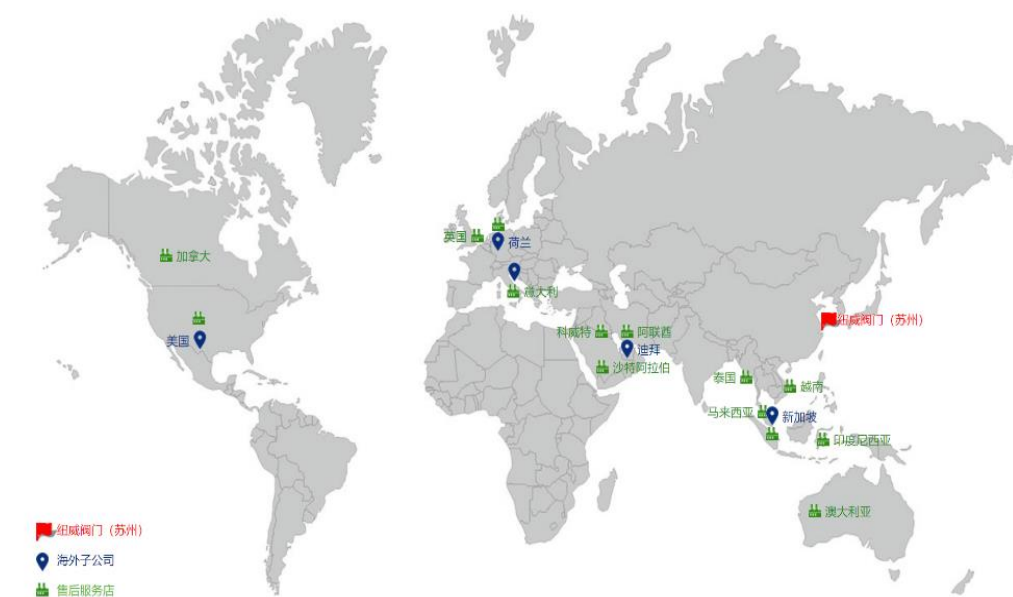 英国
荷兰
加拿大
意大利
美国
科威特
阿联酋
迪拜
沙特阿拉伯
纽威阀门（苏州）
泰国
越南
马来西亚
新加坡
印度尼西亚
澳大利亚
纽威阀门（苏州）
海外子公司
售后服务店